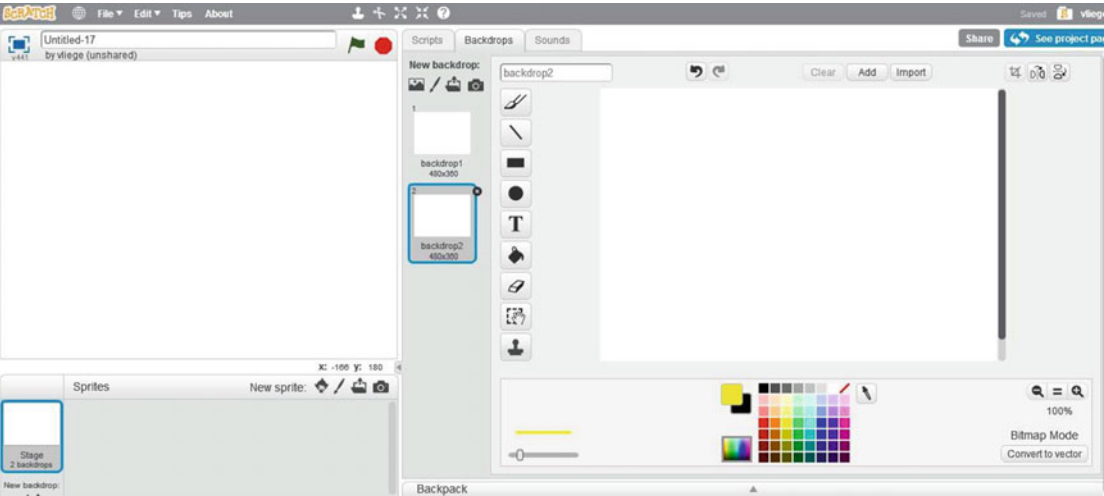 SCRATCH File Edit Tips About Saved
Untitled-17
by vliege (unshared)
v441
Scripts Backdrops Sounds Share See project
New backdrop:
backdrop2 Clear Add Import
1
backdrop1
480x360
2
backdrop2
480x360
T
X: -166 y: 180
Sprites New sprite:
Stage
2 backdrops
New backdrop:
100%
Bitmap Mode
Convert to vector
Backpack